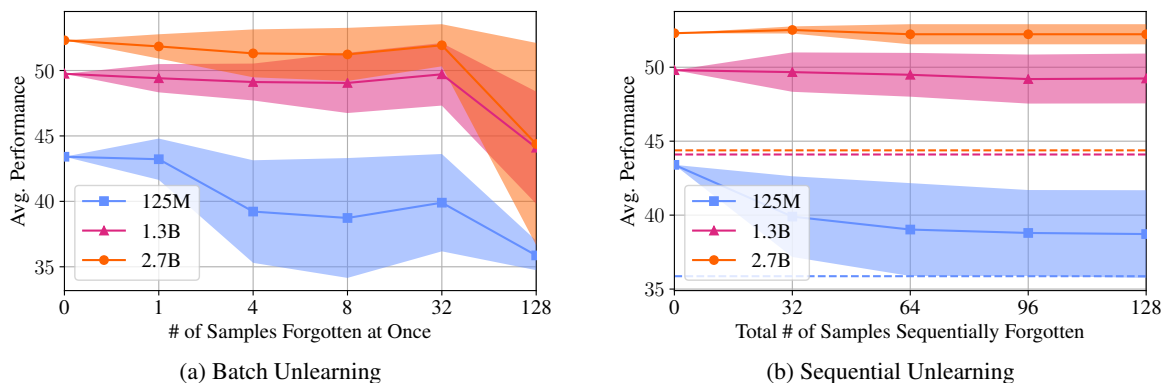 50
45
40
35
Avg. Performance
125M
1.3B
2.7B
0 1 4 8 32 128
# of Samples Forgotten at Once
(a) Batch Unlearning
50
45
40
35
Avg. Performance
125M
1.3B
2.7B
0 32 64 96 128
Total # of Samples Sequentially Forgotten
(b) Sequential Unlearning